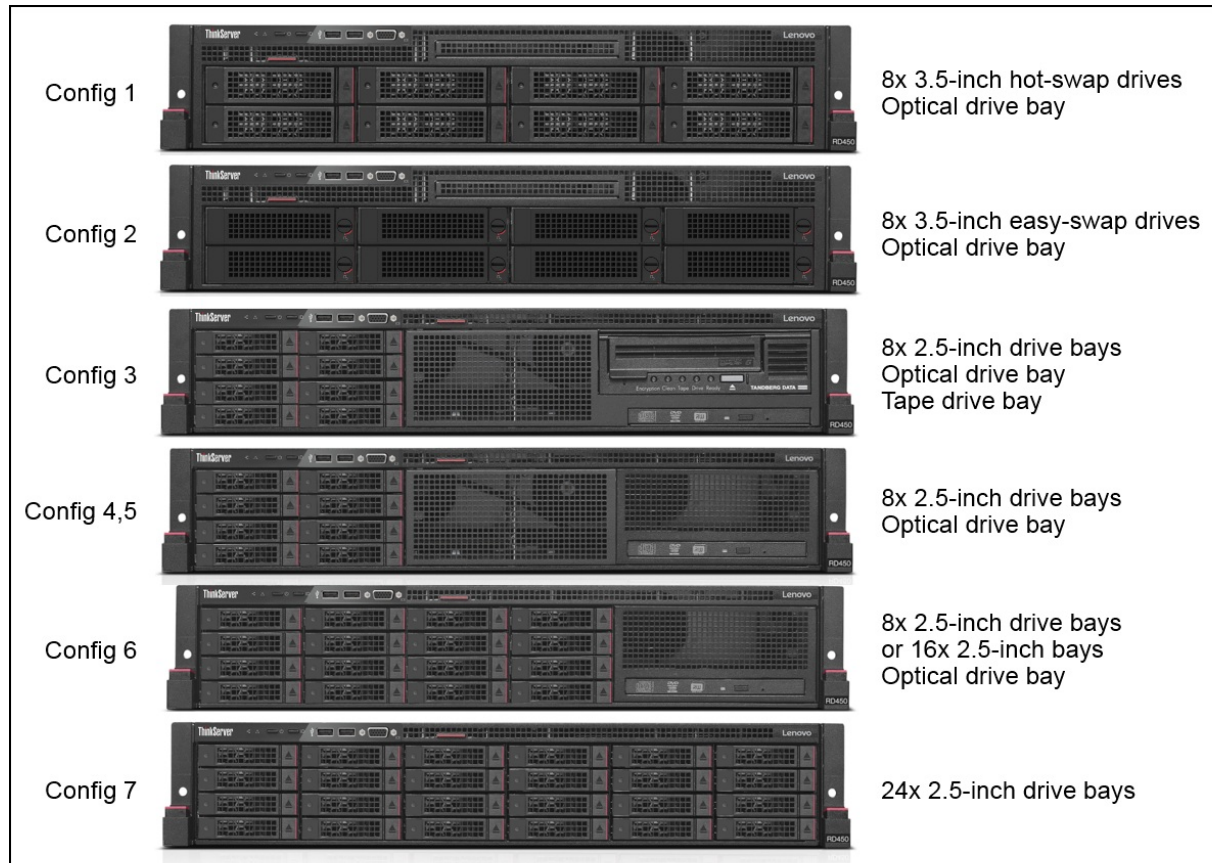 Config 1
ThinkServer
Lenovo
RD450
8x 3.5-inch hot-swap drives
Optical drive bay
Config 2
ThinkServer
Lenovo
RD450
8x 3.5-inch easy-swap drives
Optical drive bay
Config 3
ThinkServer
Lenovo
Encryption Clean Tape Drive Ready
TANDBERG DATA
RD450
8x 2.5-inch drive bays
Optical drive bay
Tape drive bay
Config 4,5
ThinkServer
Lenovo
RD450
8x 2.5-inch drive bays
Optical drive bay
Config 6
ThinkServer
Lenovo
RD450
8x 2.5-inch drive bays
or 16x 2.5-inch bays
Optical drive bay
Config 7
ThinkServer
Lenovo
RD450
24x 2.5-inch drive bays